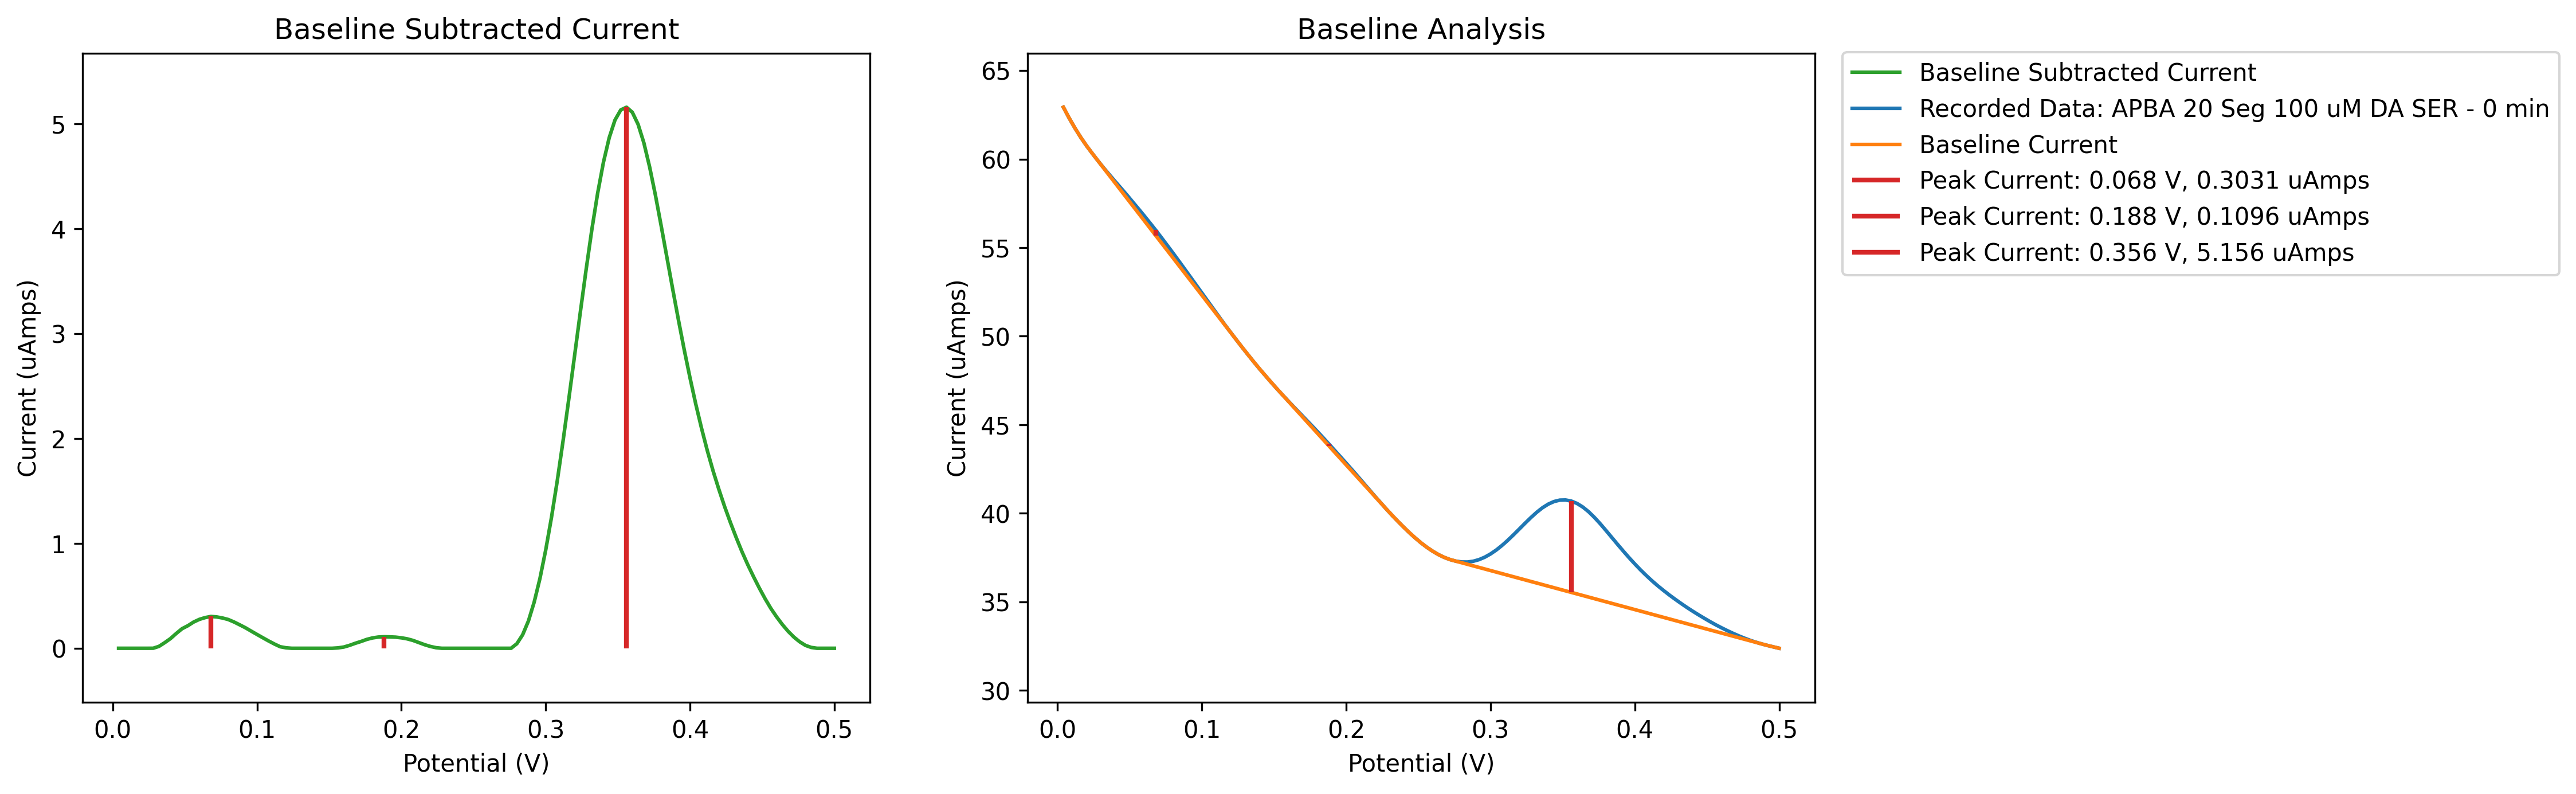 Baseline Subtracted Current
Current (uAmps)
5
4
3
2
1
0
0.0 0.1 0.2 0.3 0.4 0.5
Potential (V)
Baseline Analysis
Current (uAmps)
65
60
55
50
45
40
35
30
0.0 0.1 0.2 0.3 0.4 0.5
Potential (V)
Baseline Subtracted Current
Recorded Data: APBA 20 Seg 100 uM DA SER - 0 min
Baseline Current
Peak Current: 0.068 V, 0.3031 uAmps
Peak Current: 0.188 V, 0.1096 uAmps
Peak Current: 0.356 V, 5.156 uAmps